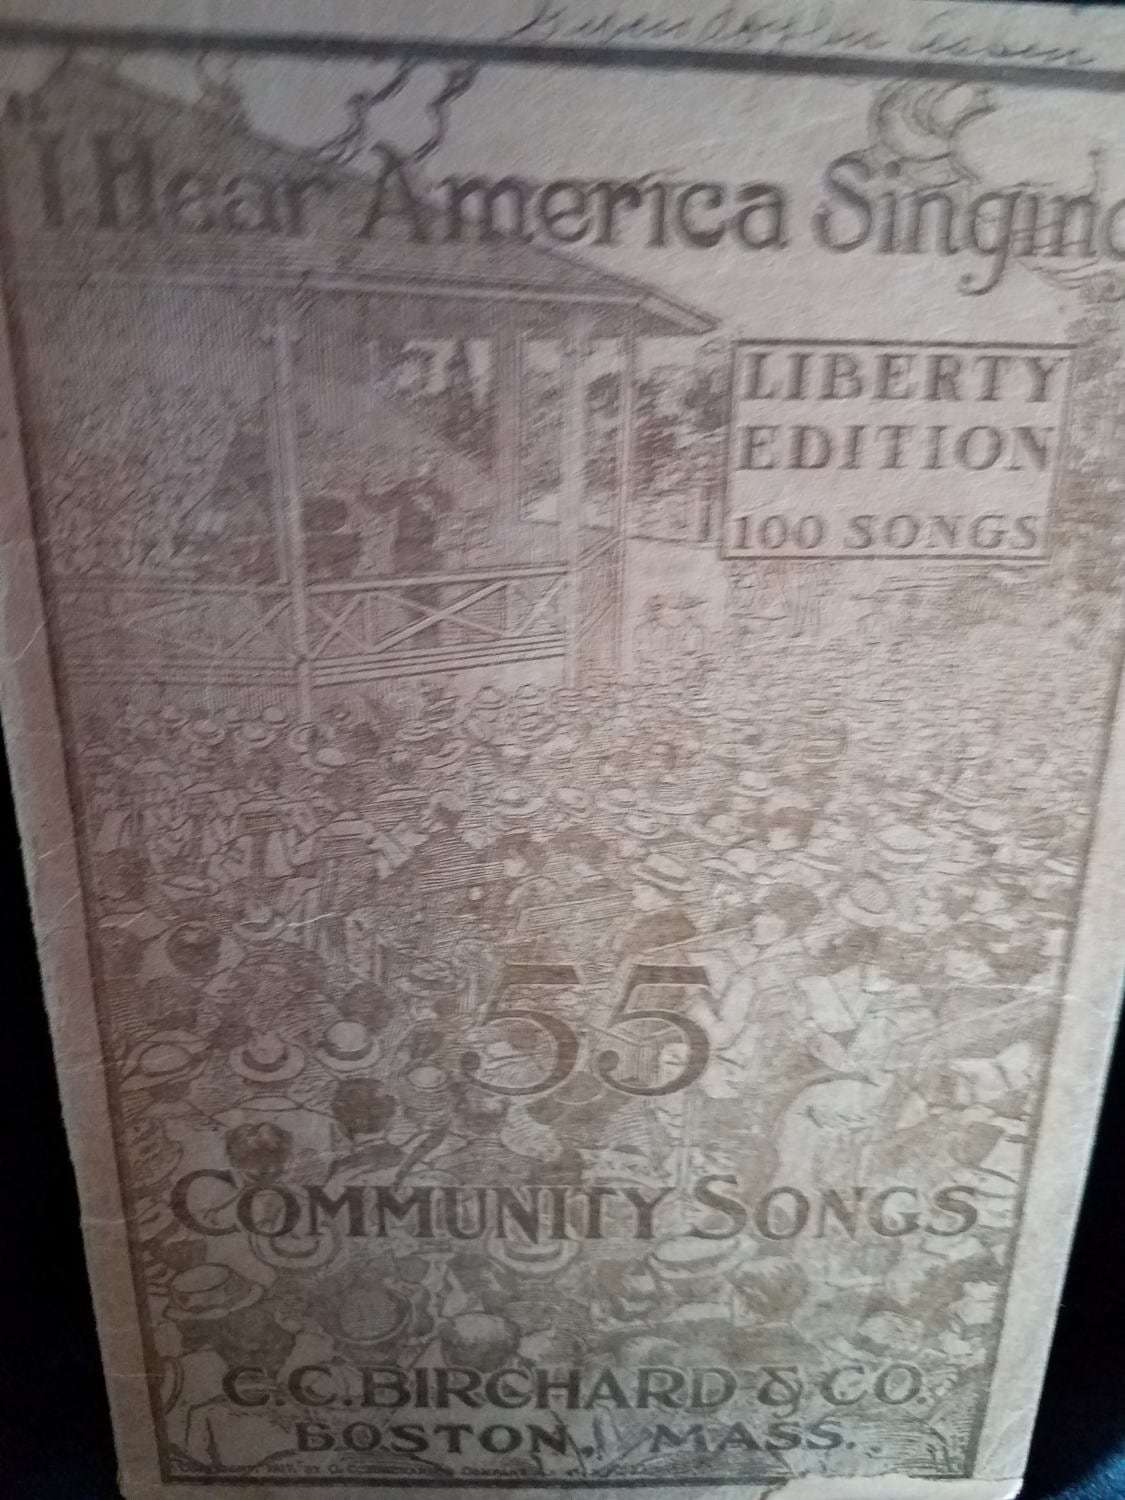 "I Hear America Singing
LIBERTY
EDITION
100 SONGS
55
COMMUNITY SONGS
C.C. BIRCHARD & CO.
BOSTON, MASS.